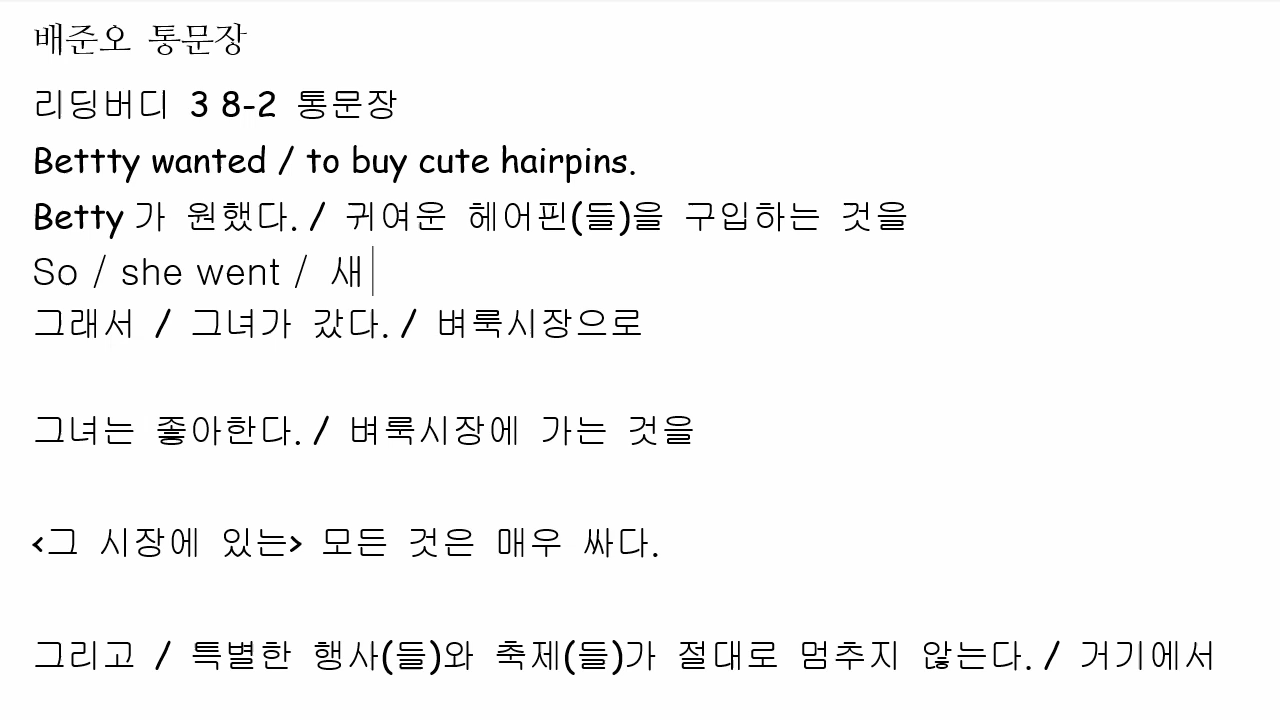 배준오 통문장
리딩버디 3 8-2 통문장
Bettty wanted / to buy cute hairpins.
Betty 가 원했다. / 귀여운 헤어핀(들)을 구입하는 것을
So / she went / 새
그래서 / 그녀가 갔다. / 벼룩시장으로
그녀는 좋아한다. / 벼룩시장에 가는 것을
<그 시장에 있는> 모든 것은 매우 싸다.
그리고 / 특별한 행사(들)와 축제(들)가 절대로 멈추지 않는다. / 거기에서